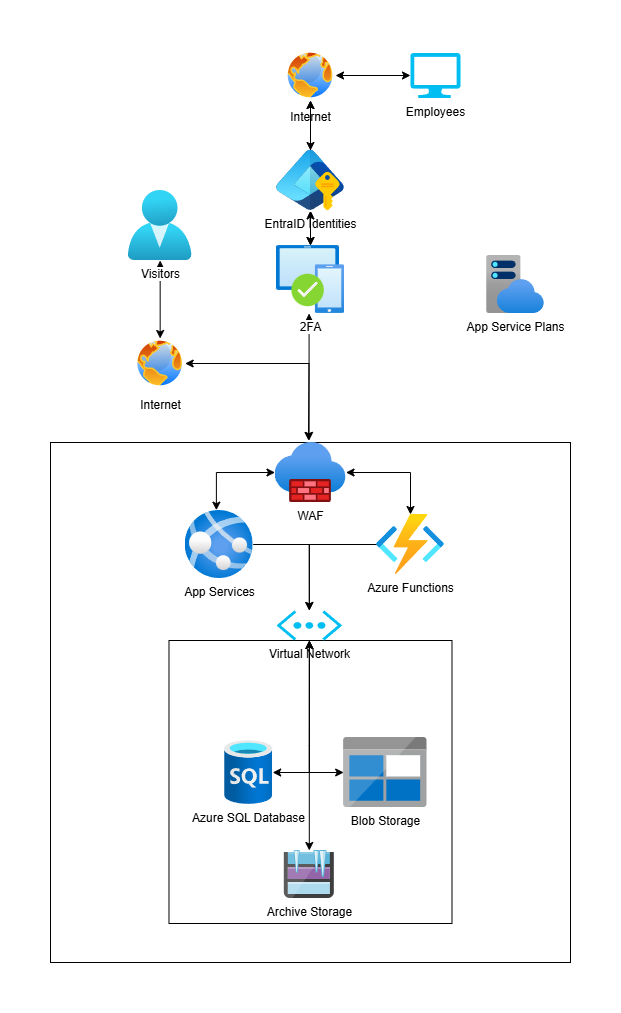 Internet
Employees
EntraID Identities
Visitors
2FA
App Service Plans
Internet
WAF
App Services
Azure Functions
Virtual Network
SQL
Azure SQL Database
Blob Storage
Archive Storage